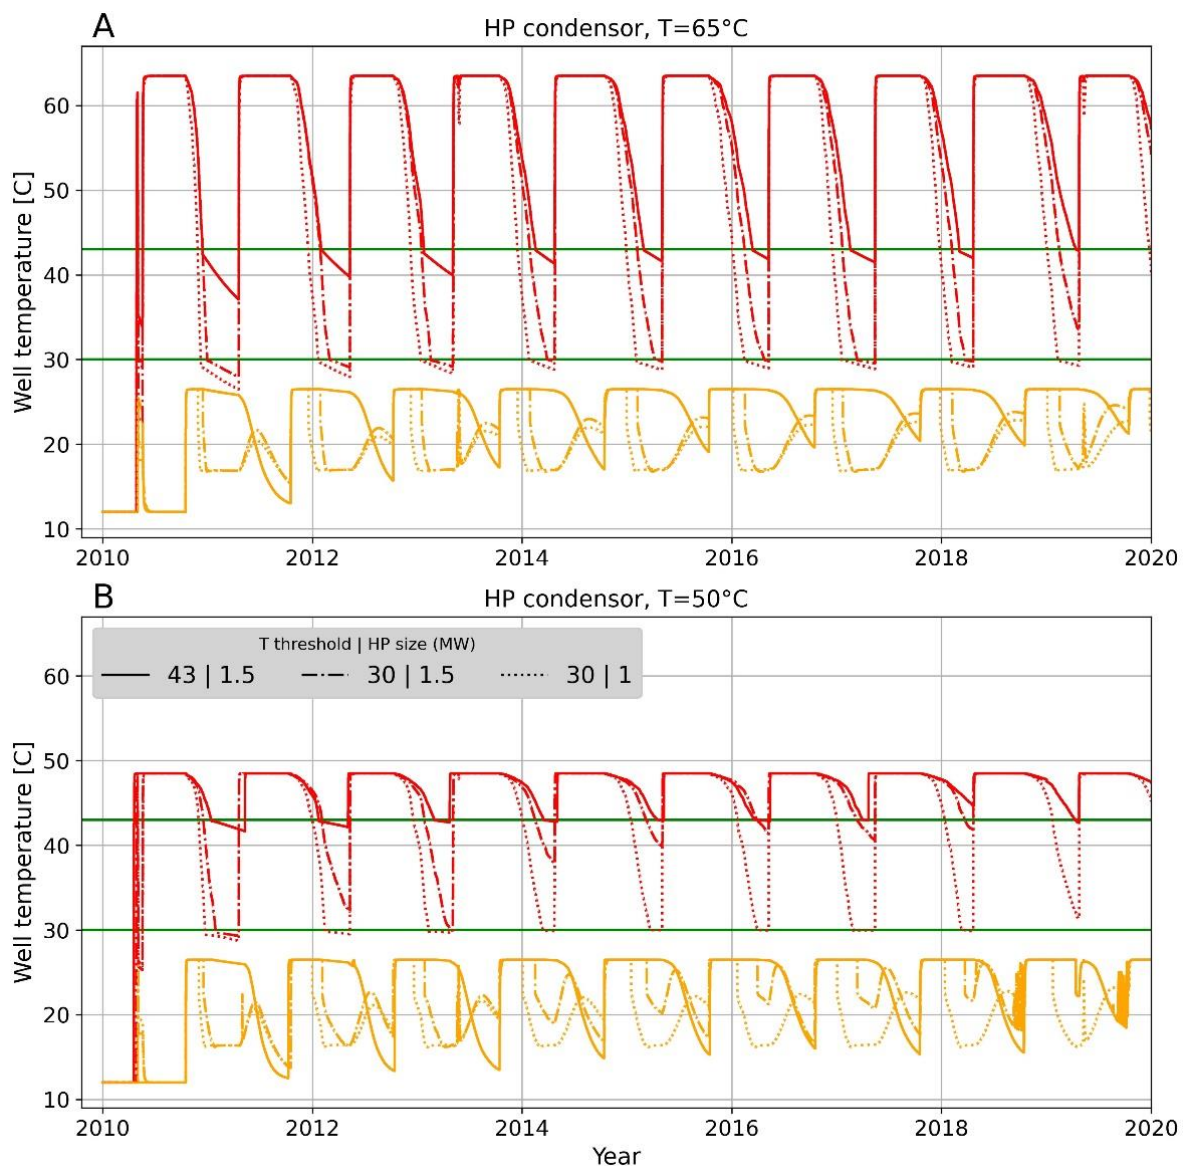 A
HP condensor, T=65°C
Well temperature [C]
60
50
40
30
20
10
2010 2012 2014 2016 2018 2020
B
HP condensor, T=50°C
T threshold | HP size (MW)
43 | 1.5 30 | 1.5 30 | 1
Well temperature [C]
60
50
40
30
20
10
2010 2012 2014 2016 2018 2020
Year